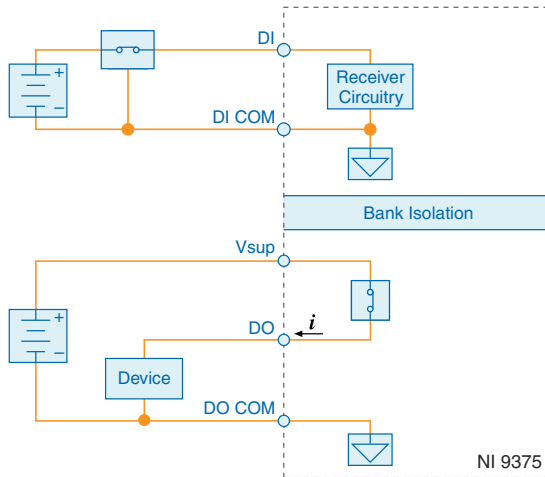 DI
+
Receiver
Circuitry
−
DI COM
Bank Isolation
Vsup
+
i
DO
−
Device
DO COM
NI 9375